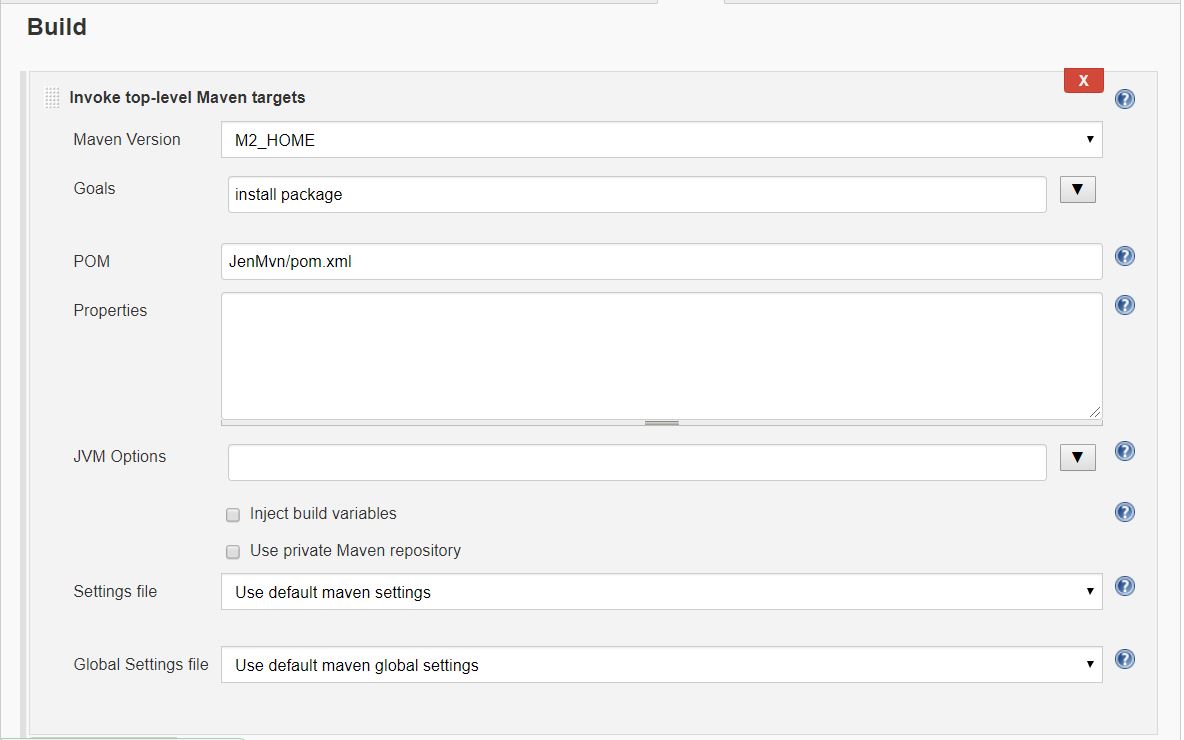 Build
X
Invoke top-level Maven targets
?
Maven Version
M2_HOME
Goals
install package
POM
JenMvn/pom.xml
?
Properties
?
JVM Options
?
Inject build variables
?
Use private Maven repository
Settings file
Use default maven settings
?
Global Settings file
Use default maven global settings
?